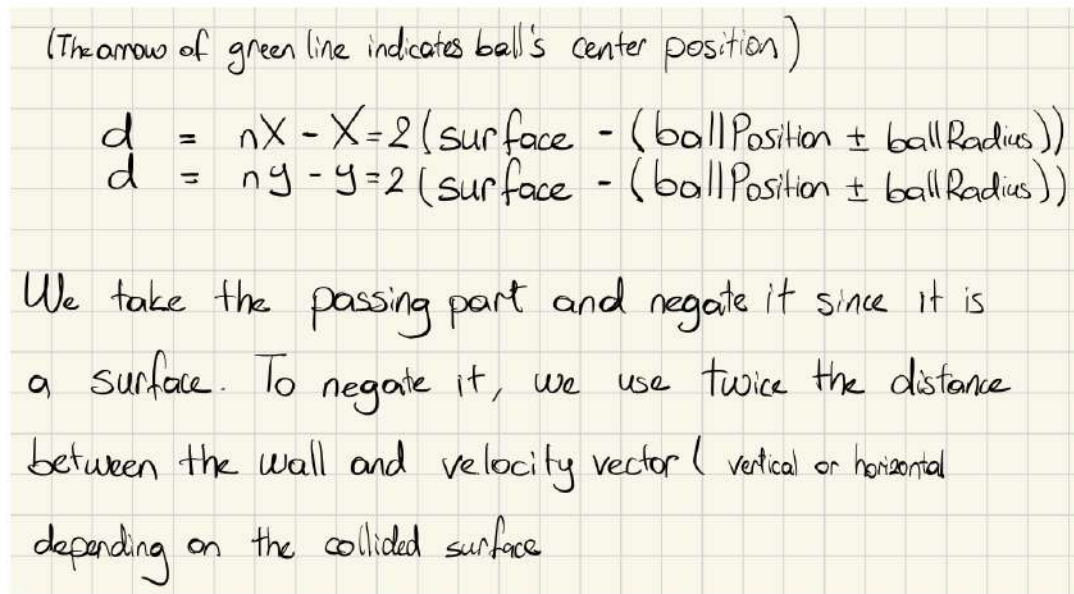 (The arrow of green line indicates ball's center position)
d = nX - X = 2(surface - (ballPosition ± ballRadius))
d = ny - y = 2(surface - (ballPosition ± ballRadius))
We take the passing part and negate it since it is
a surface. To negate it, we use twice the distance
between the wall and velocity vector ( vertical or horizontal
depending on the collided surface